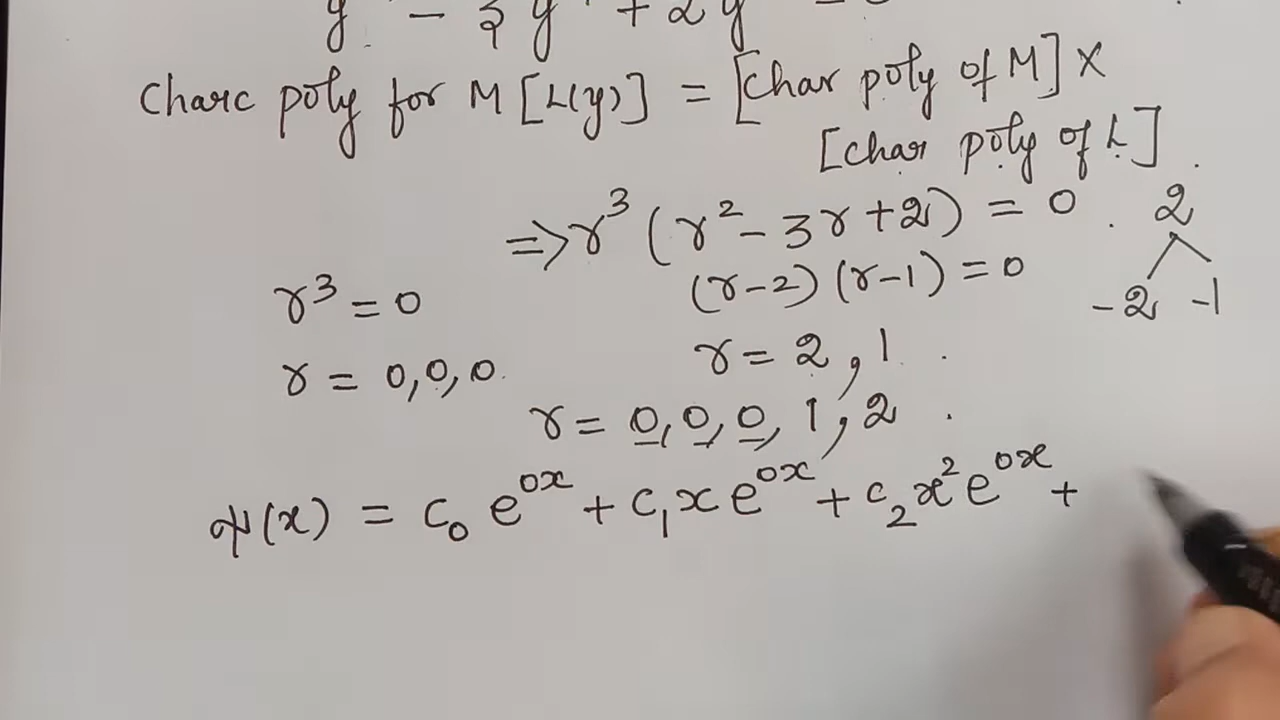 y - 3 y + 2 y
Charc poly for M [L(y)] = [Char poly of M] X
[char poly of L]
=> r³ (r² - 3r + 2) = 0 . 2
r³ = 0 (r-2) (r-1) = 0 -2 -1
r = 0,0,0. r = 2, 1 .
r = 0, 0, 0, 1, 2 .
ψ(x) = c₀ e^0x + c₁ x e^0x + c₂ x² e^0x +